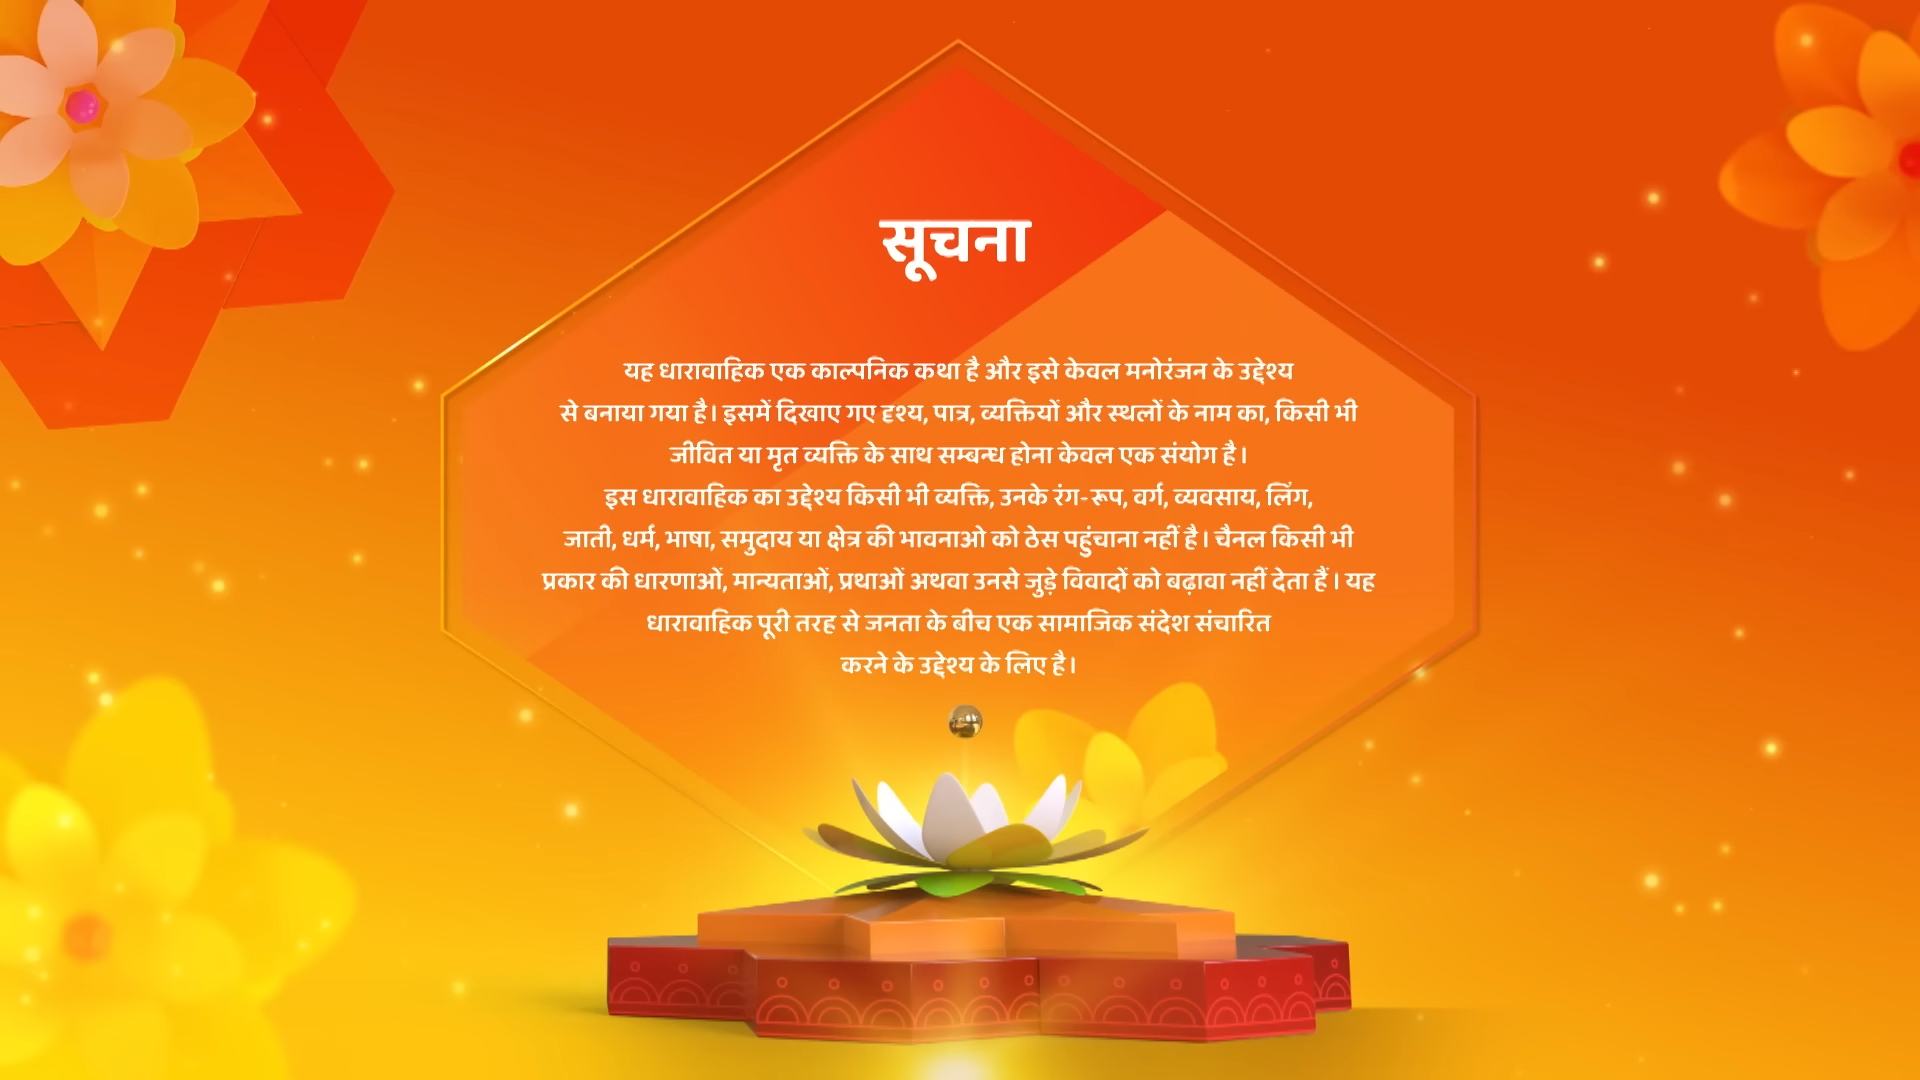 सूचना
यह धारावाहिक एक काल्पनिक कथा है और इसे केवल मनोरंजन के उद्देश्य
से बनाया गया है। इसमें दिखाए गए दृश्य, पात्र, व्यक्तियों और स्थलों के नाम का, किसी भी
जीवित या मृत व्यक्ति के साथ सम्बन्ध होना केवल एक संयोग है।
इस धारावाहिक का उद्देश्य किसी भी व्यक्ति, उनके रंग-रूप, वर्ग, व्यवसाय, लिंग,
जाती, धर्म, भाषा, समुदाय या क्षेत्र की भावनाओ को ठेस पहुंचाना नहीं है। चैनल किसी भी
प्रकार की धारणाओं, मान्यताओं, प्रथाओं अथवा उनसे जुड़े विवादों को बढ़ावा नहीं देता हैं। यह
धारावाहिक पूरी तरह से जनता के बीच एक सामाजिक संदेश संचारित
करने के उद्देश्य के लिए है।